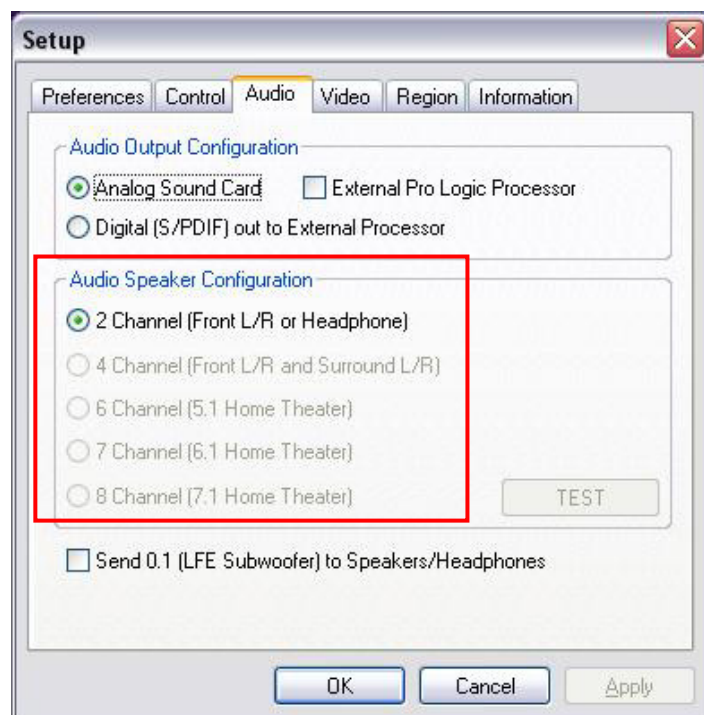 Setup
Preferences Control Audio Video Region Information
Audio Output Configuration
Analog Sound Card External Pro Logic Processor
Digital (S/PDIF) out to External Processor
Audio Speaker Configuration
2 Channel (Front L/R or Headphone)
4 Channel (Front L/R and Surround L/R)
6 Channel (5.1 Home Theater)
7 Channel (6.1 Home Theater)
8 Channel (7.1 Home Theater) TEST
Send 0.1 (LFE Subwoofer) to Speakers/Headphones
OK Cancel Apply